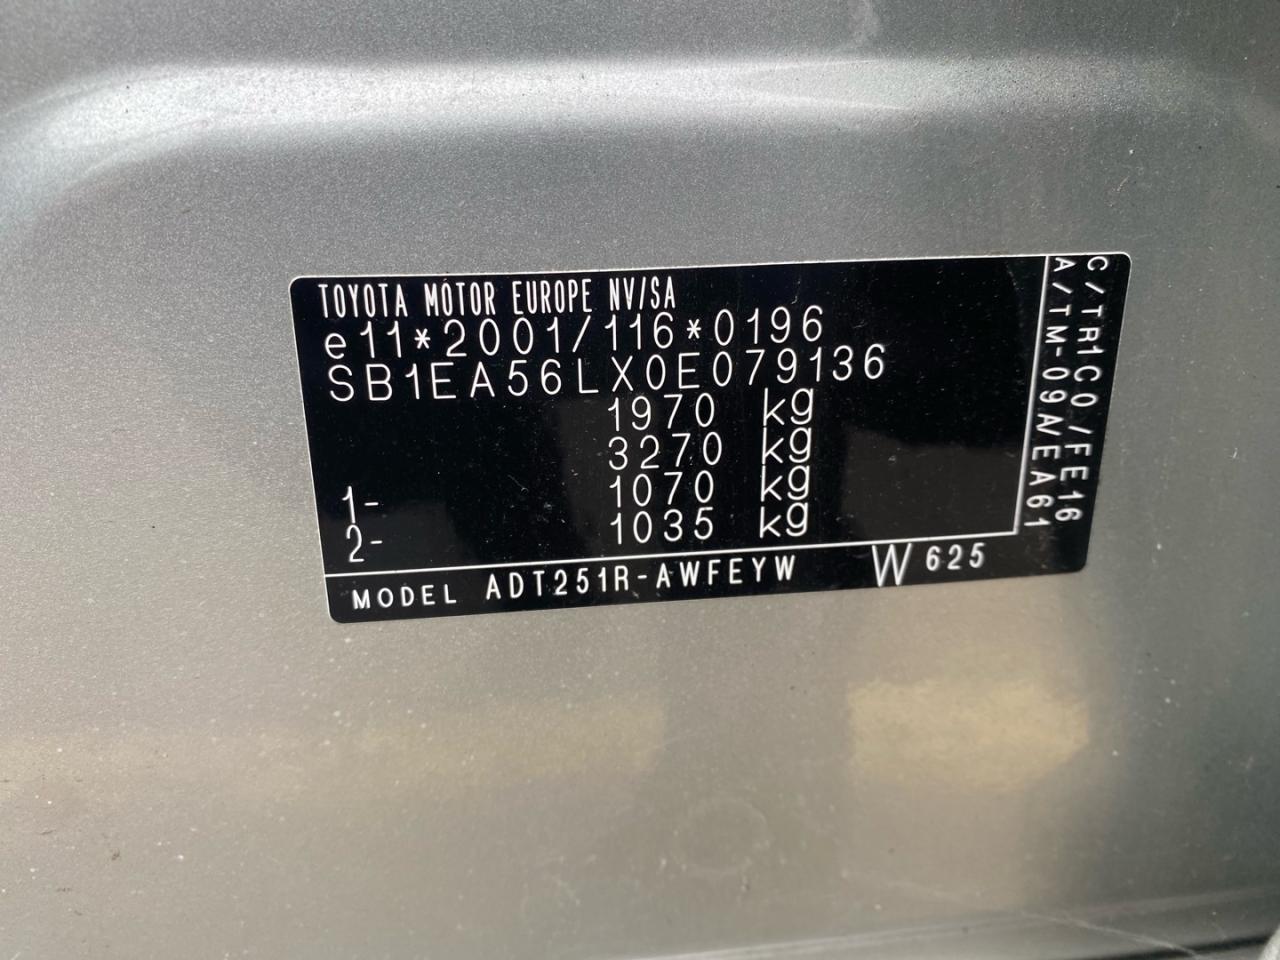 TOYOTA MOTOR EUROPE NV/SA
e11*2001/116*0196
SB1EA56LX0E079136
1970 kg
3270 kg
1- 1070 kg
2- 1035 kg
MODEL ADT251R-AWFEYW W625
C/TR1C0/FE16
A/TM-09A/EA61